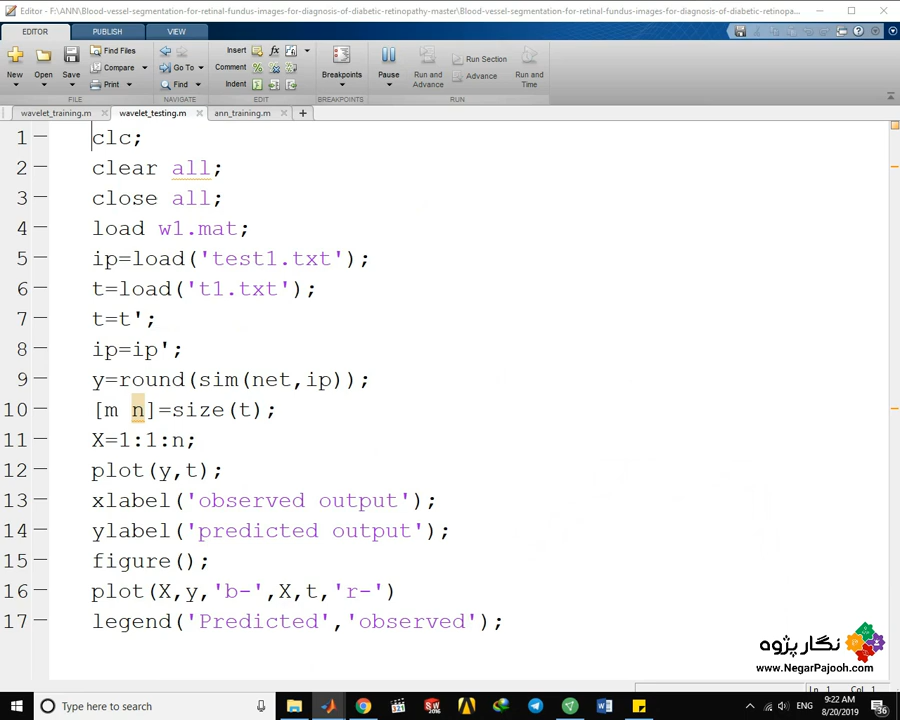 Editor - F:\ANN\Blood-vessel-segmentation-for-retinal-fundus-images-for-diagnosis-of-diabetic-retinopathy-master\Blood-vessel-segmentation-for-retinal-fundus-images-for-diagnosis-of-diabetic-retinopa...
EDITOR PUBLISH VIEW
New Open Save Find Files Compare Print Go To Find Insert fx Comment Indent Breakpoints Pause Run and Advance Run Section Advance Run and Time
FILE NAVIGATE EDIT BREAKPOINTS RUN
wavelet_training.m wavelet_testing.m ann_training.m
1 clc;
2 clear all;
3 close all;
4 load w1.mat;
5 ip=load('test1.txt');
6 t=load('t1.txt');
7 t=t';
8 ip=ip';
9 y=round(sim(net,ip));
10 [m n]=size(t);
11 X=1:1:n;
12 plot(y,t);
13 xlabel('observed output');
14 ylabel('predicted output');
15 figure();
16 plot(X,y,'b-',X,t,'r-')
17 legend('Predicted','observed');
نگار پژوه
www.NegarPajooh.com
Ln 1 Col 1
Type here to search
ENG
9:22 AM
8/20/2019
36